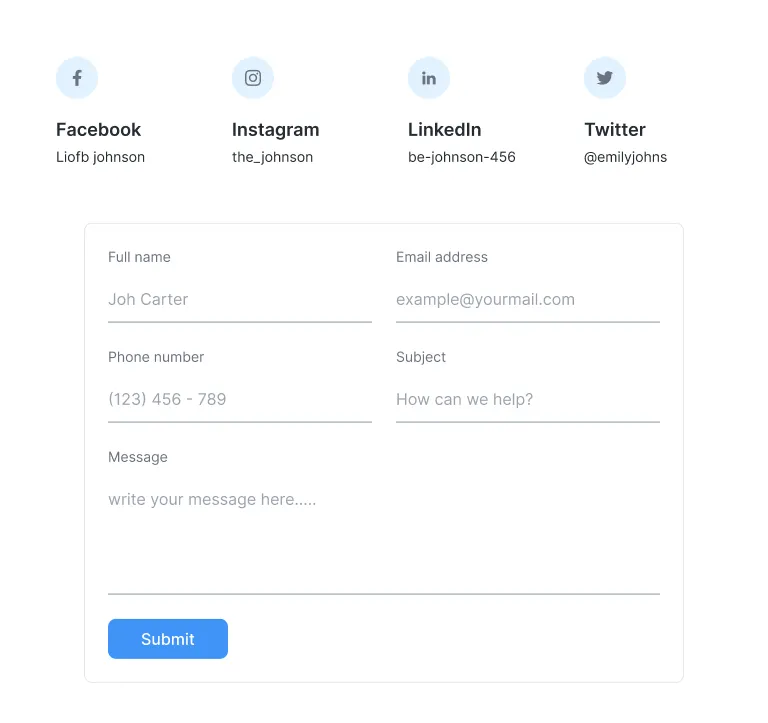 Facebook
Liofb johnson
Instagram
the_johnson
LinkedIn
be-johnson-456
Twitter
@emilyjohns
Full name
Joh Carter
Email address
example@yourmail.com
Phone number
(123) 456 - 789
Subject
How can we help?
Message
write your message here.....
Submit